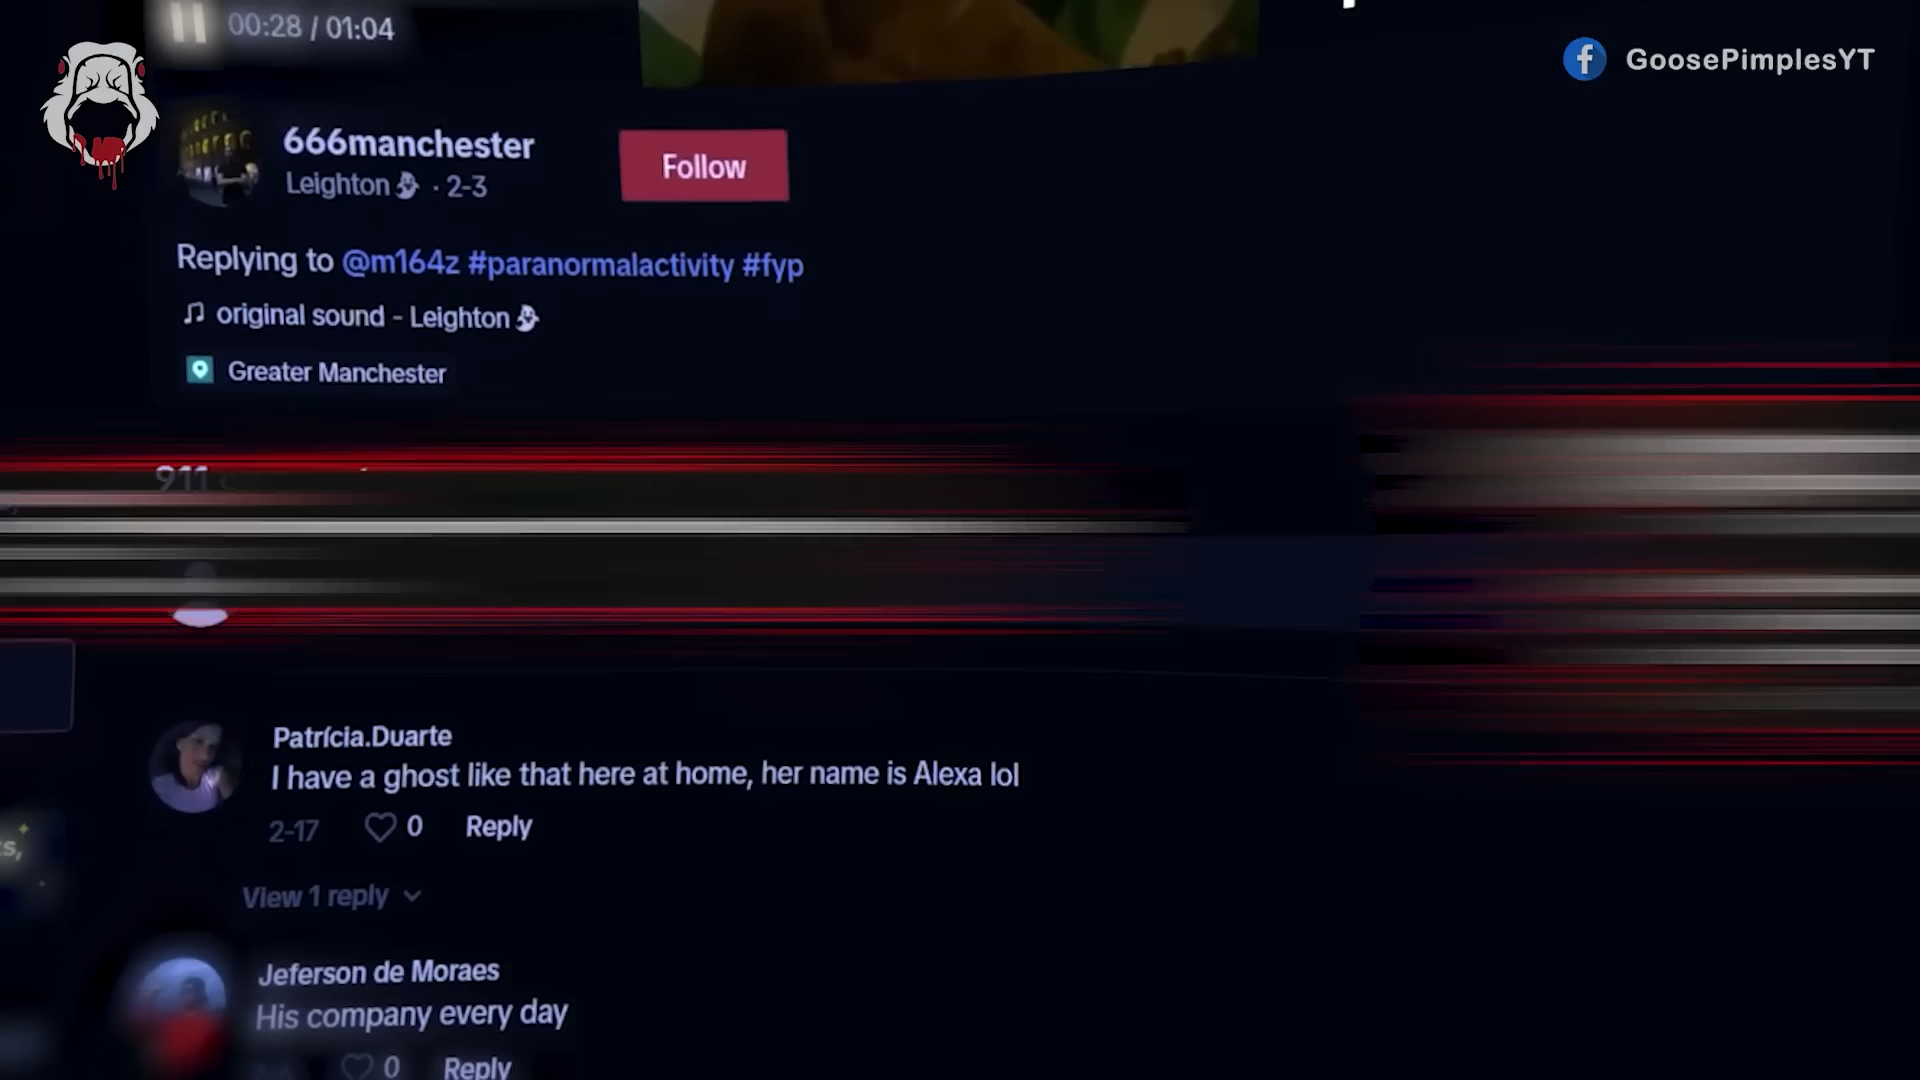 00:28 / 01:04
GoosePimplesYT
666manchester
Leighton · 2-3
Follow
Replying to @m164z #paranormalactivity #fyp
original sound - Leighton
Greater Manchester
911
Patrícia.Duarte
I have a ghost like that here at home, her name is Alexa lol
2-17
0
Reply
View 1 reply
Jeferson de Moraes
His company every day
0
Reply